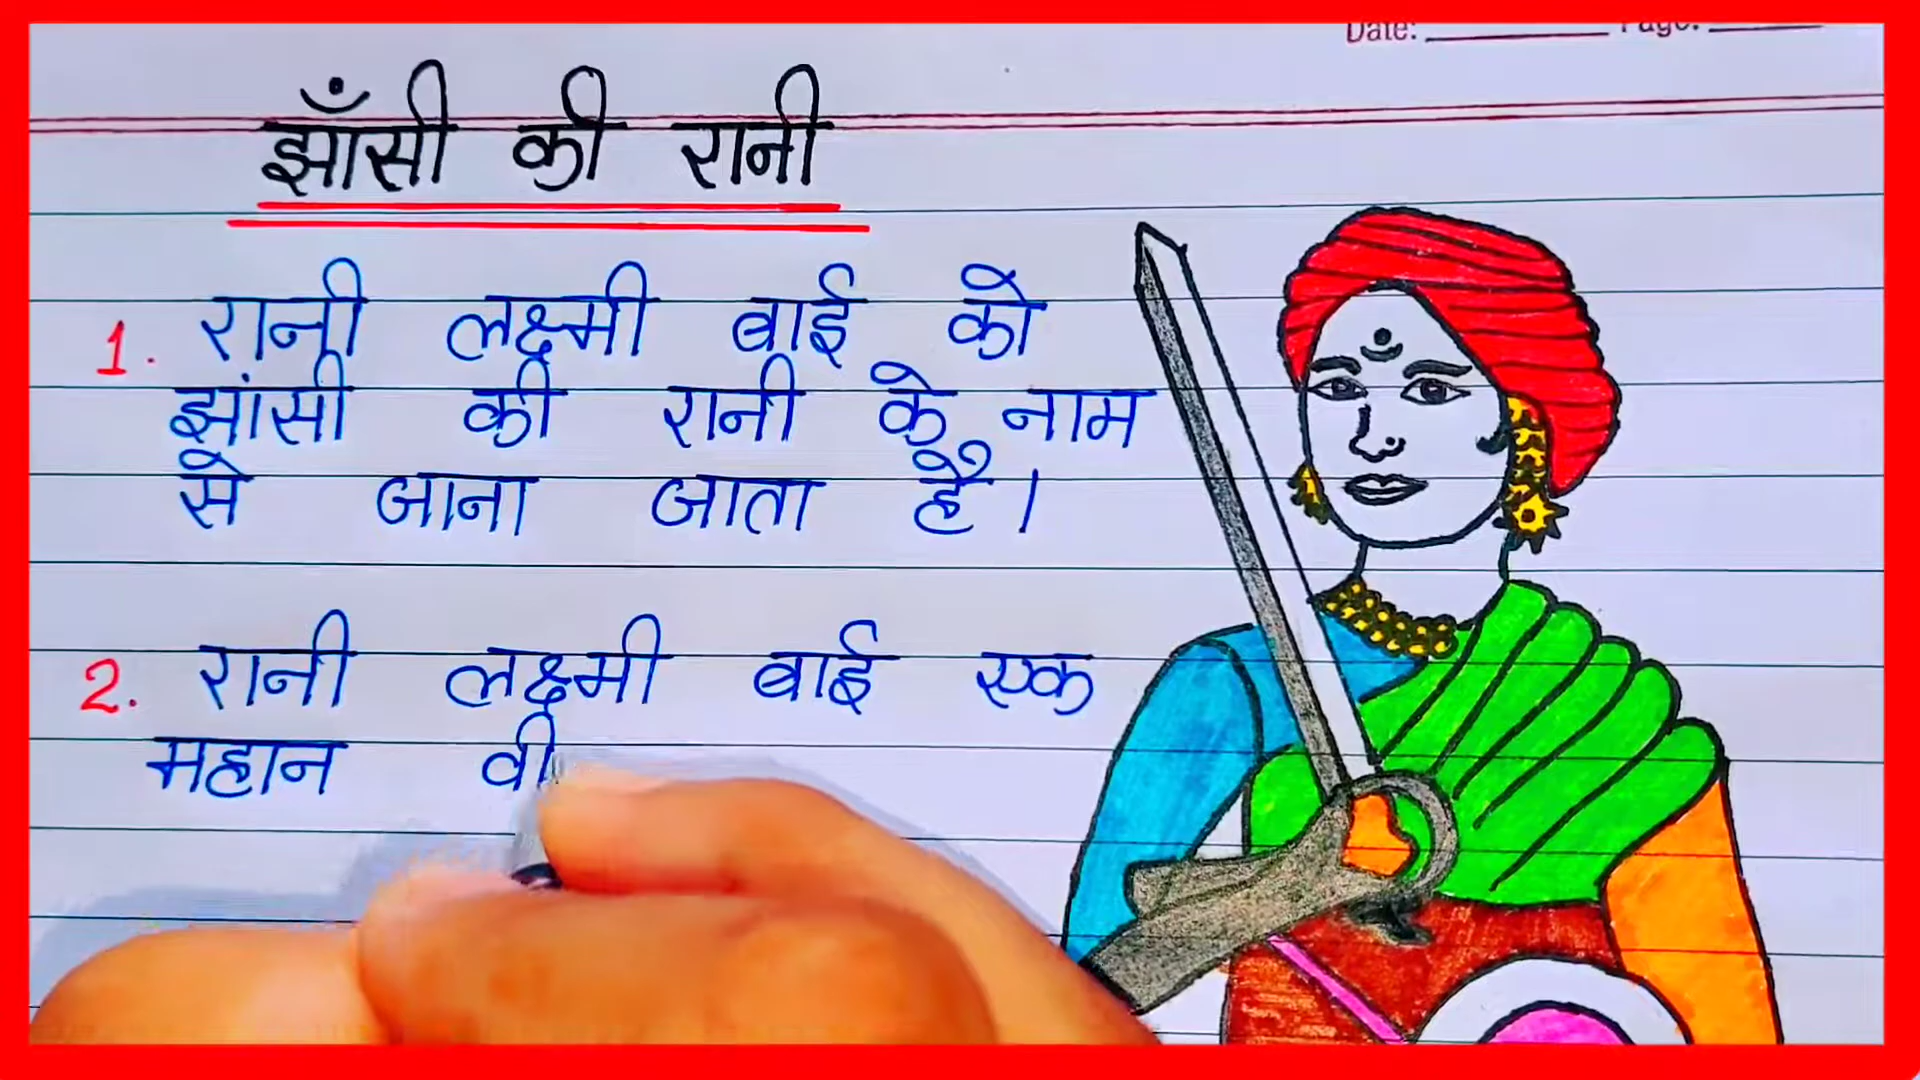 Date: Page:
झाँसी की रानी
1. रानी लक्ष्मी बाई को
झांसी की रानी के नाम
से जाना जाता है।
2. रानी लक्ष्मी बाई एक
महान वी